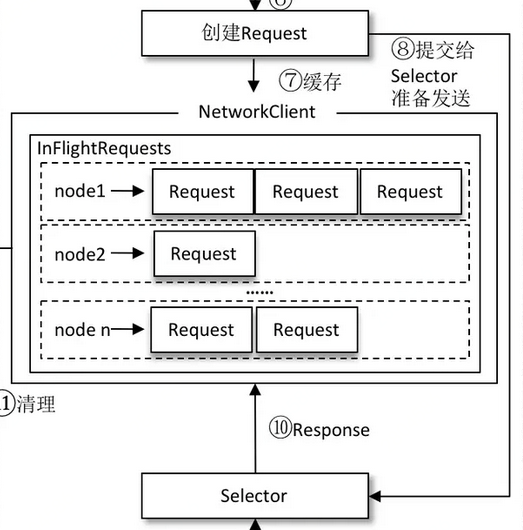 ⑥
创建Request
⑧提交给
Selector
准备发送
⑦缓存
NetworkClient
InFlightRequests
node1 Request Request Request
node2 Request
……
node n Request Request
⑪清理
⑩Response
Selector